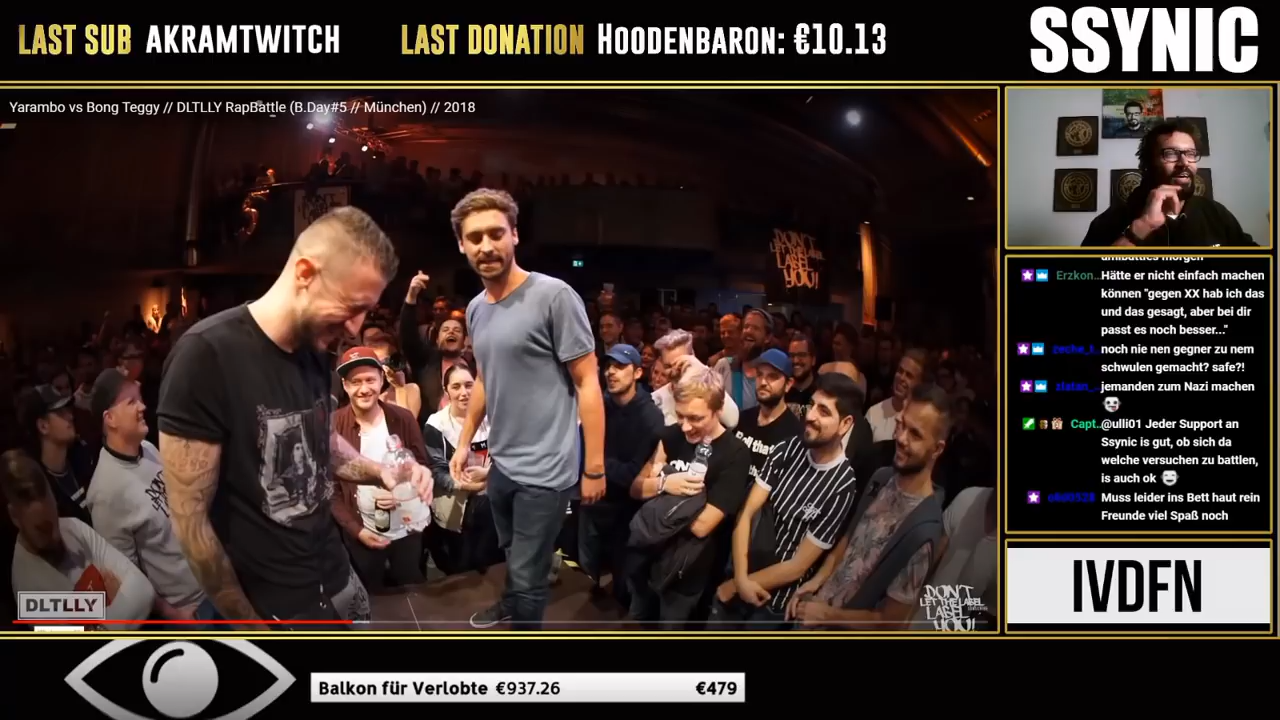 LAST SUB AKRAMTWITCH
LAST DONATION HOODENBARON: €10.13
SSYNIC
Yarambo vs Bong Teggy // DLTLLY RapBattle (B.Day#5 // München) // 2018
DON'T
LET THE LABEL
LABEL
YOU!
Erzkon...Hätte er nicht einfach machen
können "gegen XX hab ich das
und das gesagt, aber bei dir
passt es noch besser..."
noch nie nen gegner zu nem
schwulen gemacht? safe?!
jemanden zum Nazi machen
Capt...@ulli01 Jeder Support an
Ssynic is gut, ob sich da
welche versuchen zu battlen,
is auch ok
Muss leider ins Bett haut rein
Freunde viel Spaß noch
Roll that
DLTLLY
DON'T
LET THE LABEL
LABEL
YOU!
IVDFN
Balkon für Verlobte €937.26 €479